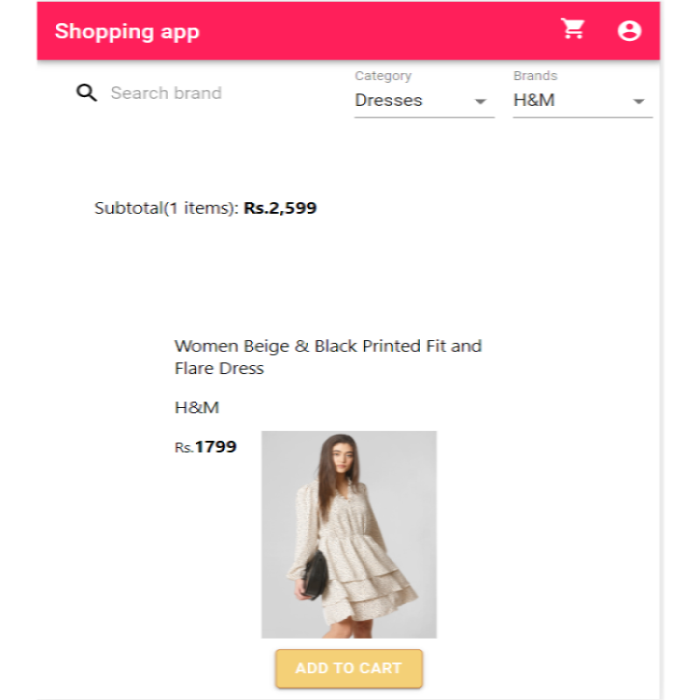 Shopping app
Search brand
Category
Dresses
Brands
H&M
Subtotal(1 items): Rs.2,599
Women Beige & Black Printed Fit and
Flare Dress
H&M
Rs.1799
ADD TO CART